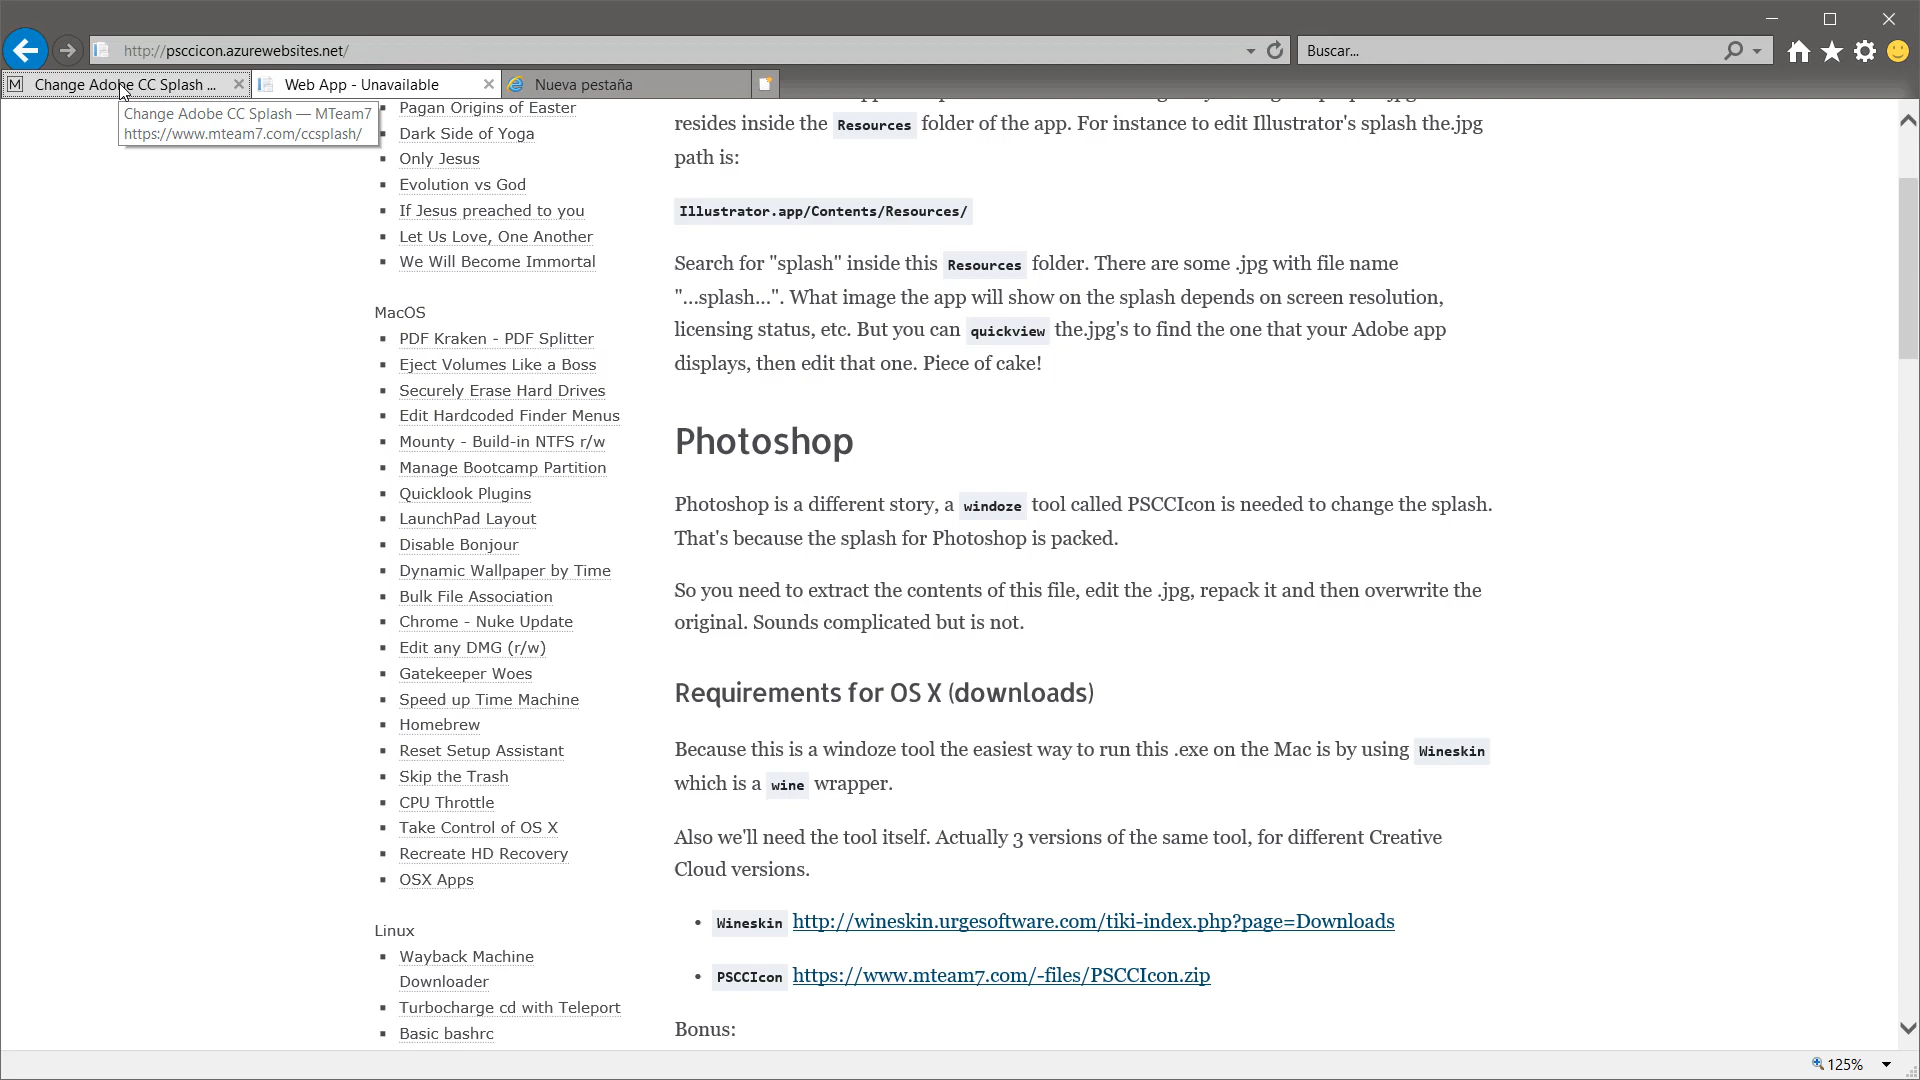 http://psccicon.azurewebsites.net/
Buscar...
M Change Adobe CC Splash ...
Web App - Unavailable
Nueva pestaña
Change Adobe CC Splash — MTeam7
https://www.mteam7.com/ccsplash/
Pagan Origins of Easter
Dark Side of Yoga
Only Jesus
Evolution vs God
If Jesus preached to you
Let Us Love, One Another
We Will Become Immortal
MacOS
PDF Kraken - PDF Splitter
Eject Volumes Like a Boss
Securely Erase Hard Drives
Edit Hardcoded Finder Menus
Mounty - Build-in NTFS r/w
Manage Bootcamp Partition
Quicklook Plugins
LaunchPad Layout
Disable Bonjour
Dynamic Wallpaper by Time
Bulk File Association
Chrome - Nuke Update
Edit any DMG (r/w)
Gatekeeper Woes
Speed up Time Machine
Homebrew
Reset Setup Assistant
Skip the Trash
CPU Throttle
Take Control of OS X
Recreate HD Recovery
OSX Apps
Linux
Wayback Machine
Downloader
Turbocharge cd with Teleport
Basic bashrc
resides inside the Resources folder of the app. For instance to edit Illustrator's splash the.jpg
path is:
Illustrator.app/Contents/Resources/
Search for "splash" inside this Resources folder. There are some .jpg with file name
"...splash...". What image the app will show on the splash depends on screen resolution,
licensing status, etc. But you can quickview the.jpg's to find the one that your Adobe app
displays, then edit that one. Piece of cake!
Photoshop
Photoshop is a different story, a windoze tool called PSCCIcon is needed to change the splash.
That's because the splash for Photoshop is packed.
So you need to extract the contents of this file, edit the .jpg, repack it and then overwrite the
original. Sounds complicated but is not.
Requirements for OS X (downloads)
Because this is a windoze tool the easiest way to run this .exe on the Mac is by using Wineskin
which is a wine wrapper.
Also we'll need the tool itself. Actually 3 versions of the same tool, for different Creative
Cloud versions.
Wineskin http://wineskin.urgesoftware.com/tiki-index.php?page=Downloads
PSCCIcon https://www.mteam7.com/-files/PSCCIcon.zip
Bonus:
125%